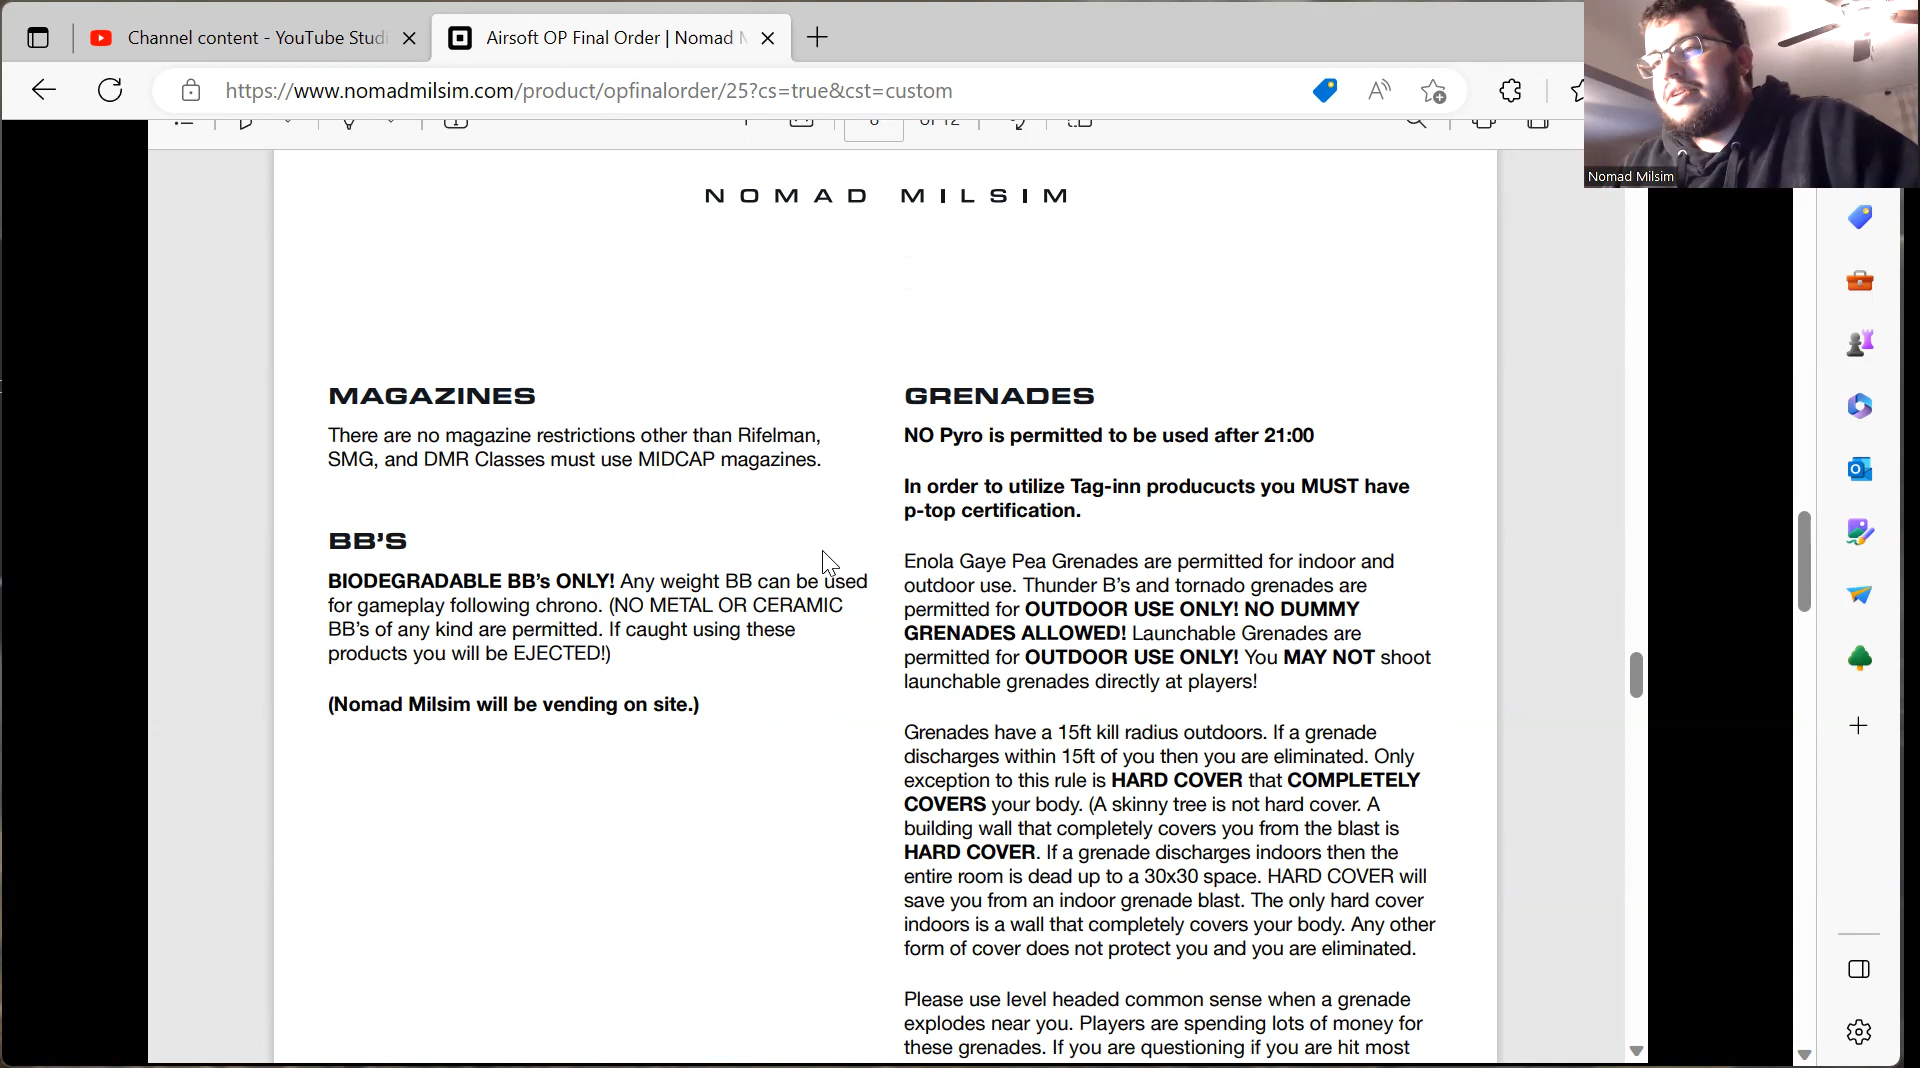 Channel content - YouTube Studi
Airsoft OP Final Order | Nomad M
https://www.nomadmilsim.com/product/opfinalorder/25?cs=true&cst=custom
Nomad Milsim
of 12
NOMAD MILSIM
MAGAZINES
There are no magazine restrictions other than Rifelman,
SMG, and DMR Classes must use MIDCAP magazines.
BB'S
BIODEGRADABLE BB's ONLY! Any weight BB can be used
for gameplay following chrono. (NO METAL OR CERAMIC
BB's of any kind are permitted. If caught using these
products you will be EJECTED!)
(Nomad Milsim will be vending on site.)
GRENADES
NO Pyro is permitted to be used after 21:00
In order to utilize Tag-inn producucts you MUST have
p-top certification.
Enola Gaye Pea Grenades are permitted for indoor and
outdoor use. Thunder B's and tornado grenades are
permitted for OUTDOOR USE ONLY! NO DUMMY
GRENADES ALLOWED! Launchable Grenades are
permitted for OUTDOOR USE ONLY! You MAY NOT shoot
launchable grenades directly at players!
Grenades have a 15ft kill radius outdoors. If a grenade
discharges within 15ft of you then you are eliminated. Only
exception to this rule is HARD COVER that COMPLETELY
COVERS your body. (A skinny tree is not hard cover. A
building wall that completely covers you from the blast is
HARD COVER. If a grenade discharges indoors then the
entire room is dead up to a 30x30 space. HARD COVER will
save you from an indoor grenade blast. The only hard cover
indoors is a wall that completely covers your body. Any other
form of cover does not protect you and you are eliminated.
Please use level headed common sense when a grenade
explodes near you. Players are spending lots of money for
these grenades. If you are questioning if you are hit most